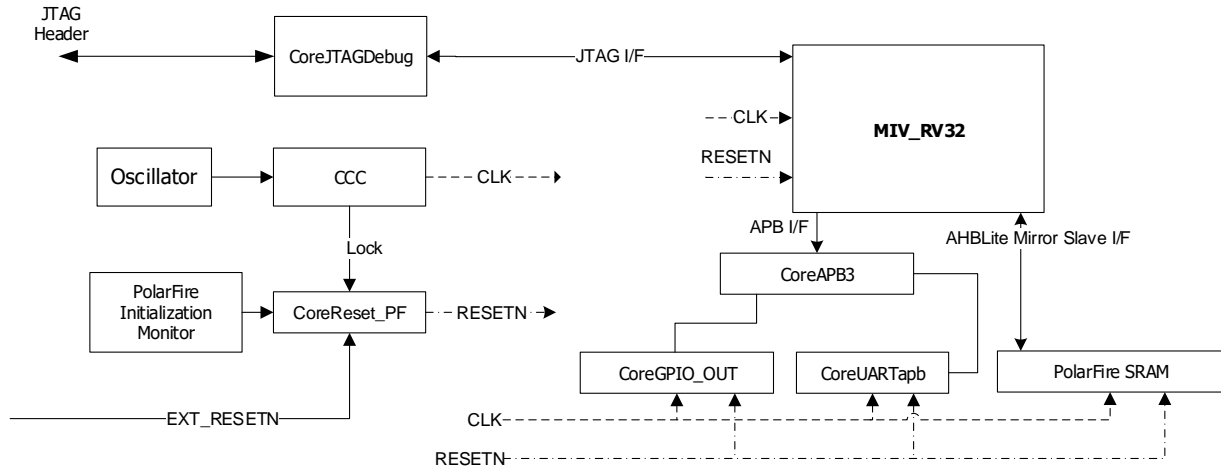 JTAG
Header
CoreJTAGDebug
JTAG I/F
MIV_RV32
CLK
RESETN
Oscillator
CCC
CLK
Lock
APB I/F
AHBLite Mirror Slave I/F
CoreAPB3
PolarFire
Initialization
Monitor
CoreReset_PF
RESETN
CoreGPIO_OUT
CoreUARTapb
PolarFire SRAM
EXT_RESETN
CLK
RESETN